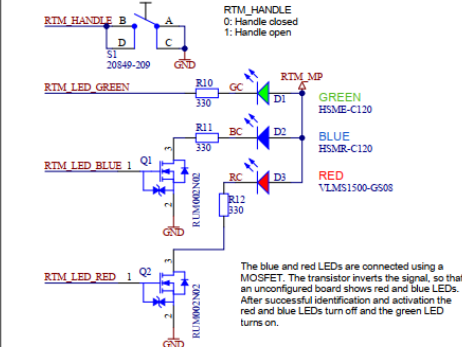 RTM_HANDLE
0: Handle closed
1: Handle open
RTM_HANDLE B A
D C
S1
20849-209
GND
RTM_MP
RTM_LED_GREEN R10 GC D1
330
GREEN
HSME-C120
R11 BC D2
330
BLUE
HSMR-C120
RTM_LED_BLUE 1 Q1 3
2
RUM002N02
GND
RC D3
RED
VLMS1500-GS08
R12
330
RTM_LED_RED 1 Q2 3
2
RUM002N02
GND
The blue and red LEDs are connected using a
MOSFET. The transistor inverts the signal, so that
an unconfigured board shows red and blue LEDs.
After successful identification and activation the
red and blue LEDs turn off and the green LED
turns on.